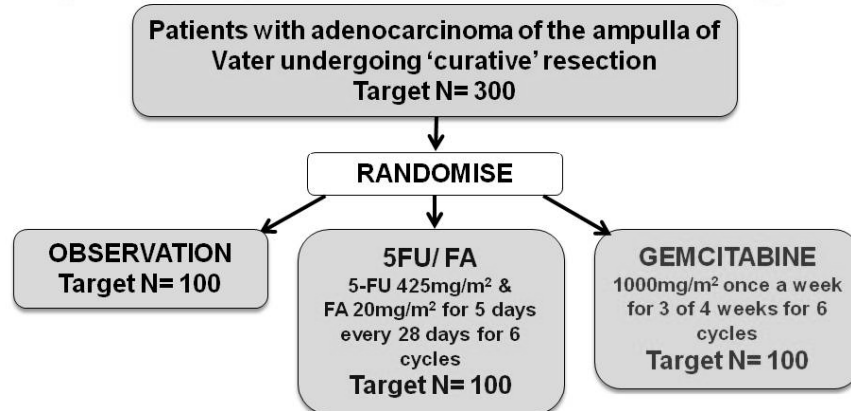 Patients with adenocarcinoma of the ampulla of
Vater undergoing ‘curative’ resection
Target N= 300
RANDOMISE
OBSERVATION
Target N= 100
5FU/ FA
5-FU 425mg/m² &
FA 20mg/m² for 5 days
every 28 days for 6
cycles
Target N= 100
GEMCITABINE
1000mg/m² once a week
for 3 of 4 weeks for 6
cycles
Target N= 100